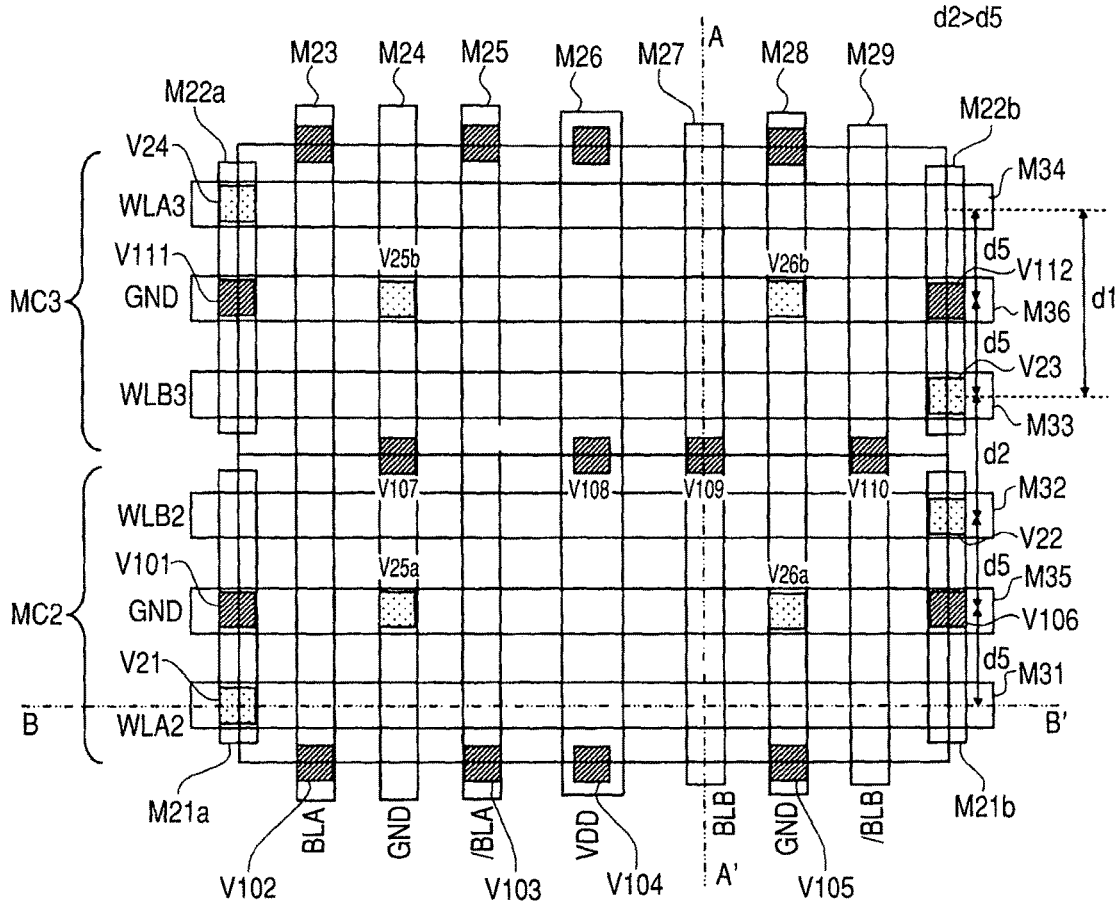 d2>d5
A
M23 M24 M25 M26 M27 M28 M29
M22a M22b
V24 M34
WLA3
V111 V25b V26b d5 V112
MC3 GND d1
M36
d5 V23
WLB3
M33
d2
V107 V108 V109 V110 M32
WLB2
V22
V101 V25a V26a d5 M35
MC2 GND
V106
V21 d5 M31
B WLA2 B'
M21a M21b
BLA GND /BLA VDD BLB GND /BLB
V102 V103 V104 A' V105